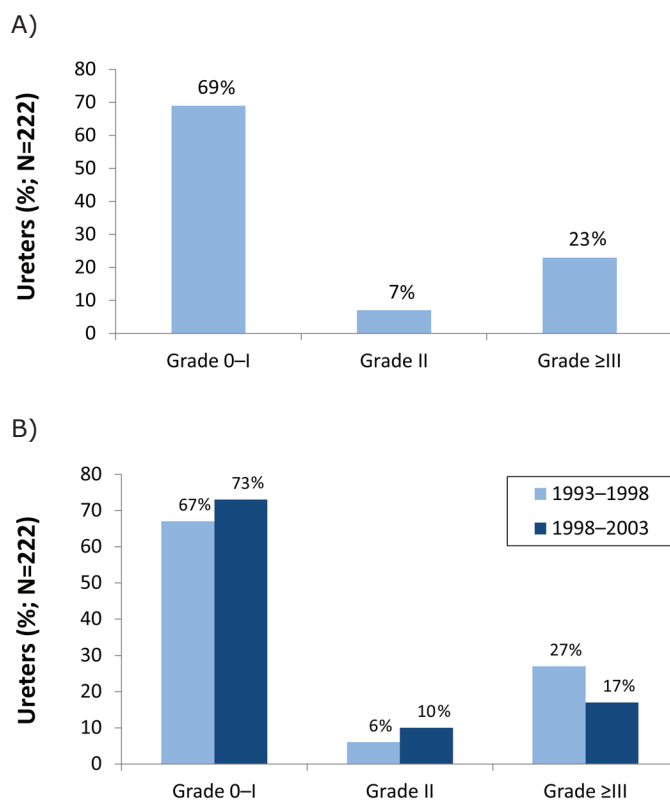 A)
Ureters (%; N=222)
80
70
60
50
40
30
20
10
0
69%
7%
23%
Grade 0–I
Grade II
Grade ≥III
B)
Ureters (%; N=222)
80
70
60
50
40
30
20
10
0
67%
73%
6%
10%
27%
17%
1993–1998
1998–2003
Grade 0–I
Grade II
Grade ≥III